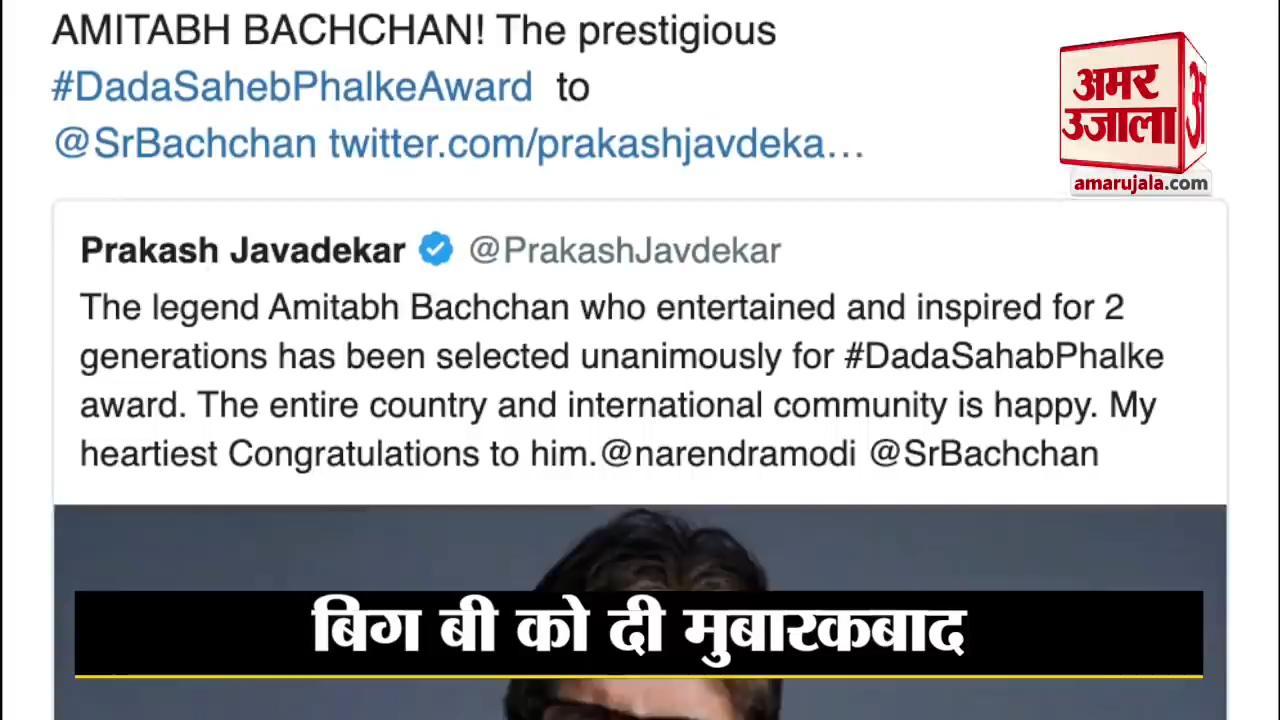 AMITABH BACHCHAN! The prestigious
#DadaSahebPhalkeAward to
@SrBachchan twitter.com/prakashjavdeka…
अमर
उजाला
अ
amarujala.com
Prakash Javadekar @PrakashJavdekar
The legend Amitabh Bachchan who entertained and inspired for 2
generations has been selected unanimously for #DadaSahabPhalke
award. The entire country and international community is happy. My
heartiest Congratulations to him.@narendramodi @SrBachchan
बिग बी को दी मुबारकबाद